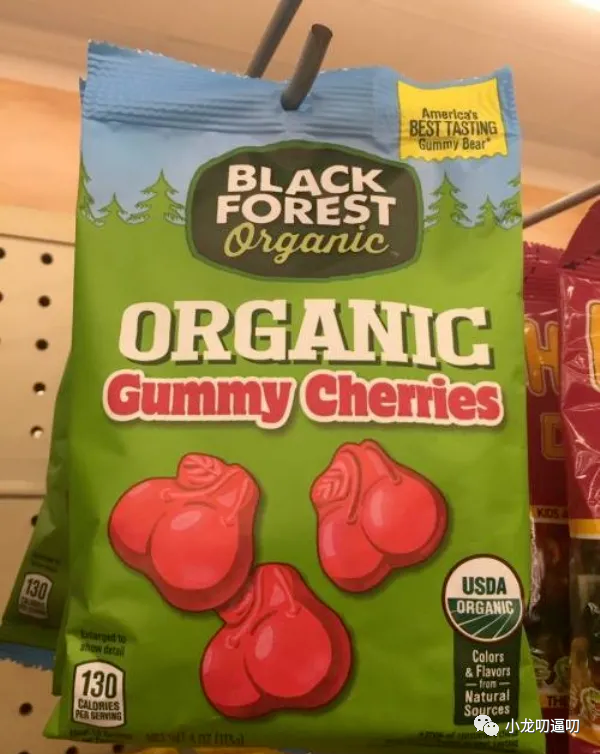 America's
BEST TASTING
Gummy Bear*
BLACK
FOREST
Organic
ORGANIC
Gummy Cherries
USDA
ORGANIC
Colors
& Flavors
from
Natural
Sources
Enlarged to
show detail
130
CALORIES
PER SERVING
130
KIDS
小龙叨逼叨